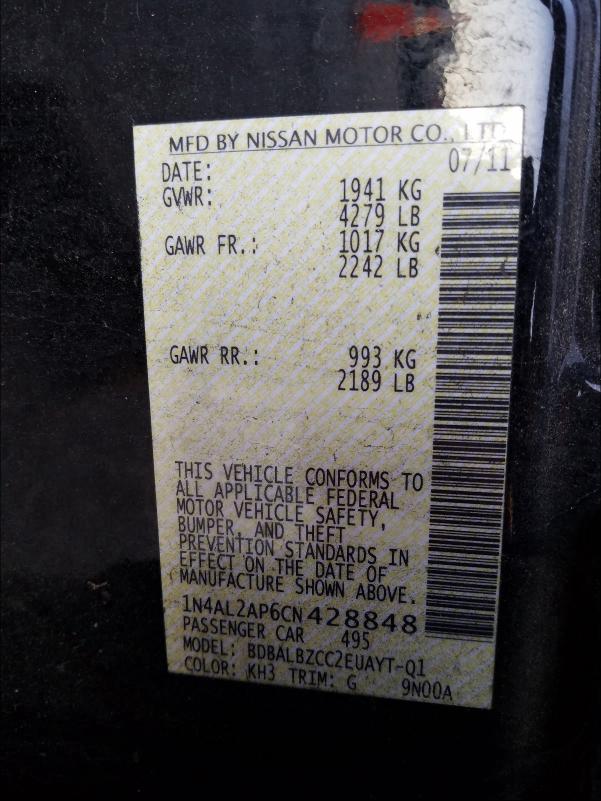 MFD BY NISSAN MOTOR CO., LTD
DATE: 07/11
GVWR: 1941 KG
4279 LB
GAWR FR.: 1017 KG
2242 LB
GAWR RR.: 993 KG
2189 LB
THIS VEHICLE CONFORMS TO
ALL APPLICABLE FEDERAL
MOTOR VEHICLE SAFETY,
BUMPER, AND THEFT
PREVENTION STANDARDS IN
EFFECT ON THE DATE OF
MANUFACTURE SHOWN ABOVE.
1N4AL2AP6CN428848
PASSENGER CAR 495
MODEL: BDBALBZCC2EUAYT-Q1
COLOR: KH3 TRIM: G 9N00A